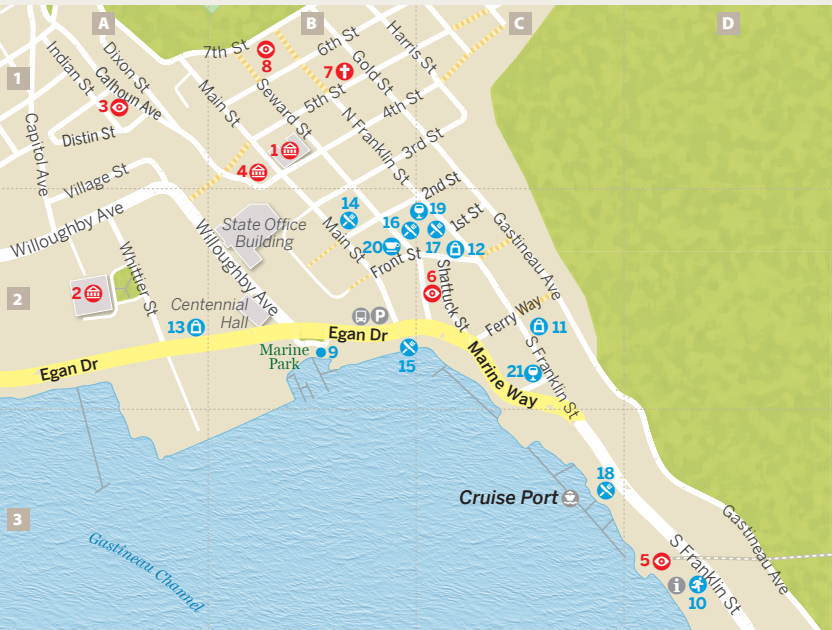 A
B
C
D
1
2
3
7th St
8
6th St
7
Harris St
Gold St
5th St
4th St
Indian St
Dixon St
Calhoun Ave
3
Main St
Seward St
N Franklin St
3rd St
Capitol Ave
Distin St
1
4
Village St
2nd St
14
19
16
1st St
17
12
20
Willoughby Ave
State Office
Building
Main St
Front St
Gastineau Ave
Willoughby Ave
Whittier St
6
Shattuck St
2
Centennial
Hall
13
P
Ferry Way
11
Egan Dr
Marine
Park
9
15
S Franklin St
Egan Dr
Marine Way
21
18
Cruise Port
Gastineau Channel
5
S Franklin St
Gastineau Ave
i
10